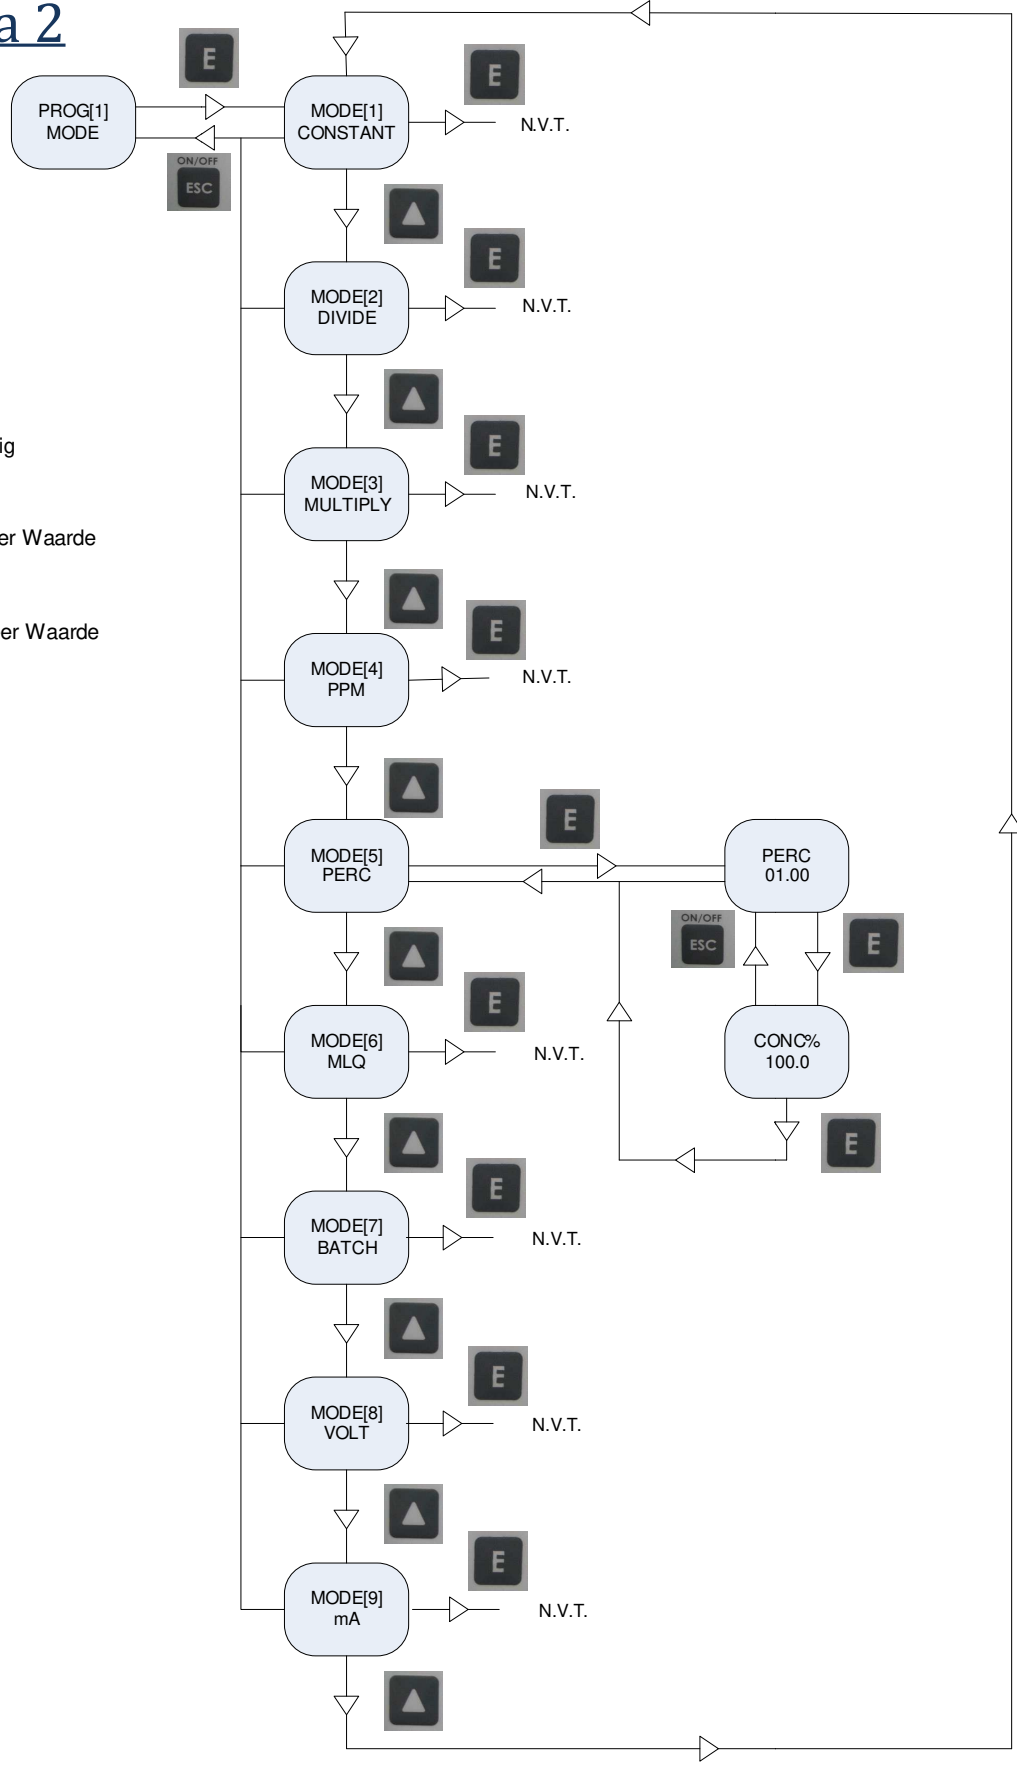 a 2
E
E
PROG[1]
MODE
MODE[1]
CONSTANT
N.V.T.
ON/OFF
ESC
E
MODE[2]
DIVIDE
N.V.T.
E
ig
MODE[3]
MULTIPLY
N.V.T.
er Waarde
E
er Waarde
MODE[4]
PPM
N.V.T.
E
MODE[5]
PERC
PERC
01.00
ON/OFF
ESC
E
E
MODE[6]
MLQ
N.V.T.
CONC%
100.0
E
E
MODE[7]
BATCH
N.V.T.
E
MODE[8]
VOLT
N.V.T.
E
MODE[9]
mA
N.V.T.